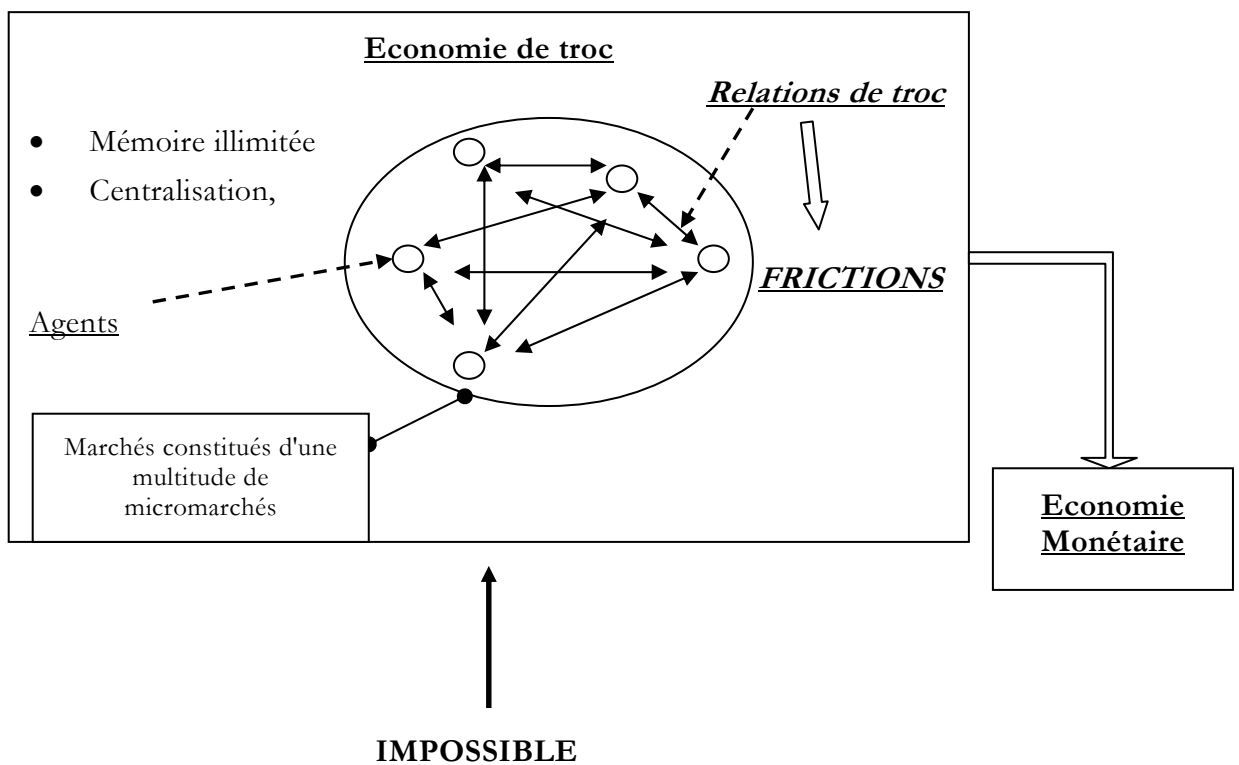 Economie de troc
Relations de troc
• Mémoire illimitée
• Centralisation,
FRICTIONS
Agents
Marchés constitués d'une
multitude de
micromarchés
Economie
Monétaire
IMPOSSIBLE